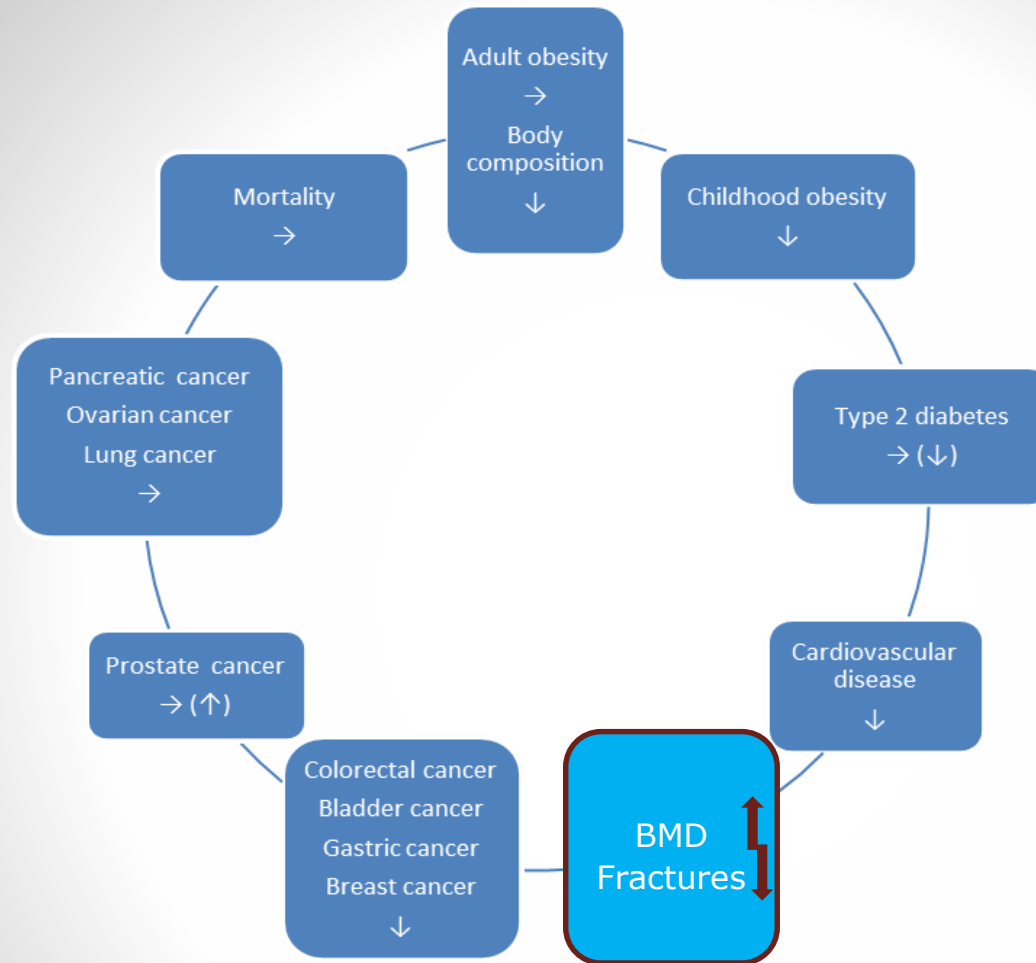 Adult obesity
→
Body
composition
↓
Childhood obesity
↓
Type 2 diabetes
→ (↓)
Cardiovascular
disease
↓
BMD ↑
Fractures ↓
Colorectal cancer
Bladder cancer
Gastric cancer
Breast cancer
↓
Prostate cancer
→ (↑)
Pancreatic cancer
Ovarian cancer
Lung cancer
→
Mortality
→